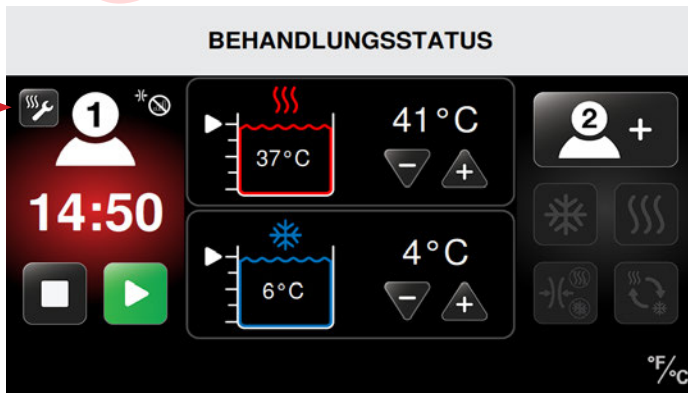 BEHANDLUNGSSTATUS
1
14:50
37°C
41°C
6°C
4°C
2 +
°F/°C